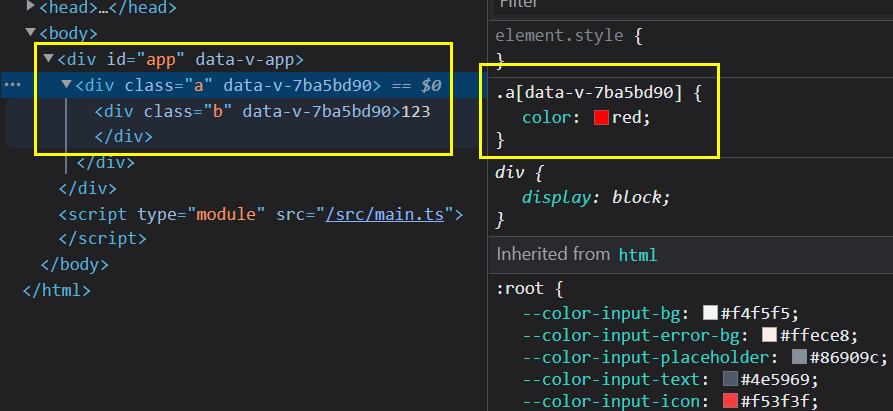 <head>…</head>
<body>
<div id="app" data-v-app>
… <div class="a" data-v-7ba5bd90> == $0
<div class="b" data-v-7ba5bd90>123
</div>
</div>
</div>
<script type="module" src="/src/main.ts">
</script>
</body>
</html>
Filter
element.style {
}
.a[data-v-7ba5bd90] {
color: red;
}
div {
display: block;
}
Inherited from html
:root {
--color-input-bg: #f4f5f5;
--color-input-error-bg: #ffece8;
--color-input-placeholder: #86909c;
--color-input-text: #4e5969;
--color-input-icon: #f53f3f;